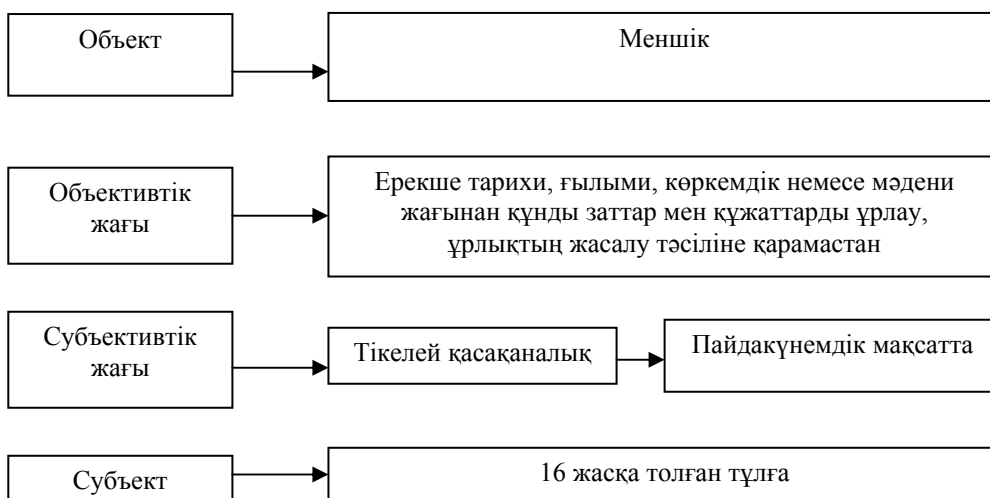 Объект
Меншік
Объективтік
жағы
Ерекше тарихи, ғылыми, көркемдік немесе мәдени
жағынан құнды заттар мен құжаттарды ұрлау,
ұрлықтың жасалу тәсіліне қарамастан
Субъективтік
жағы
Тікелей қасақаналық
Пайдакүнемдік мақсатта
Субъект
16 жасқа толған тұлға